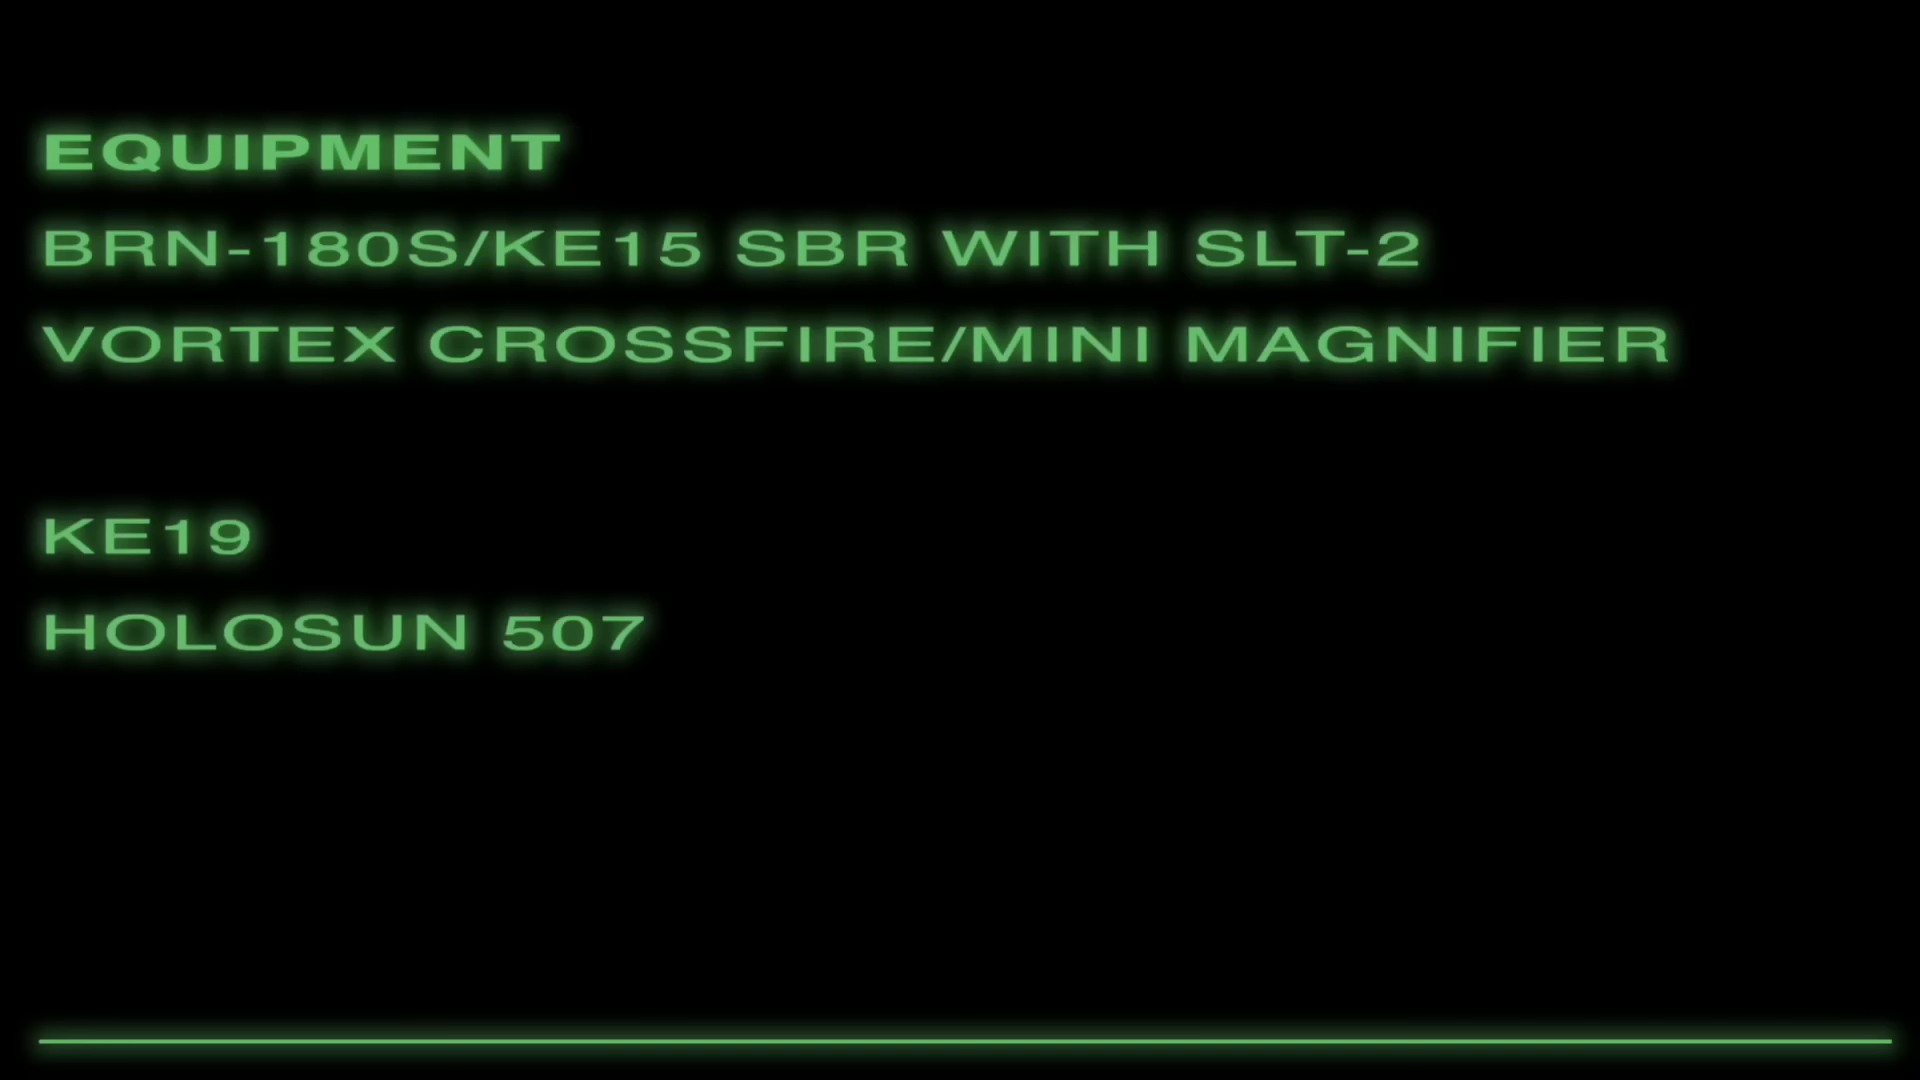 EQUIPMENT
BRN-180S/KE15 SBR WITH SLT-2
VORTEX CROSSFIRE/MINI MAGNIFIER
KE19
HOLOSUN 507